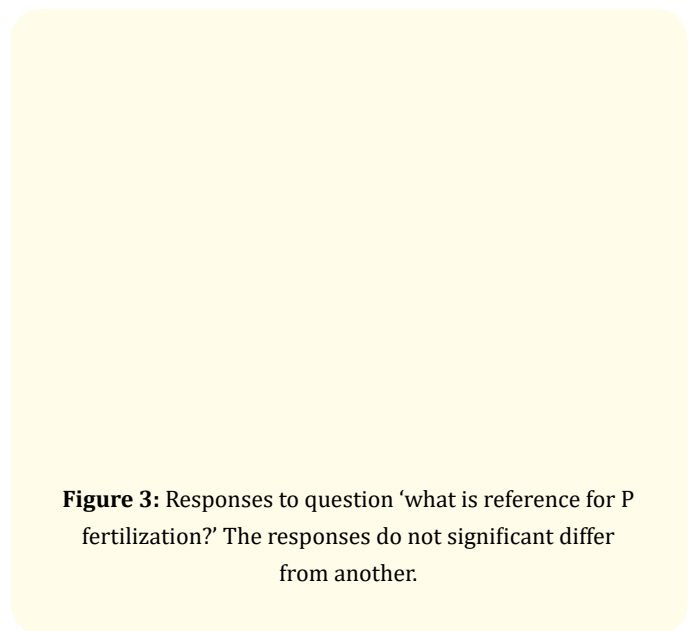 Figure 3: Responses to question ‘what is reference for P
fertilization?’ The responses do not significant differ
from another.